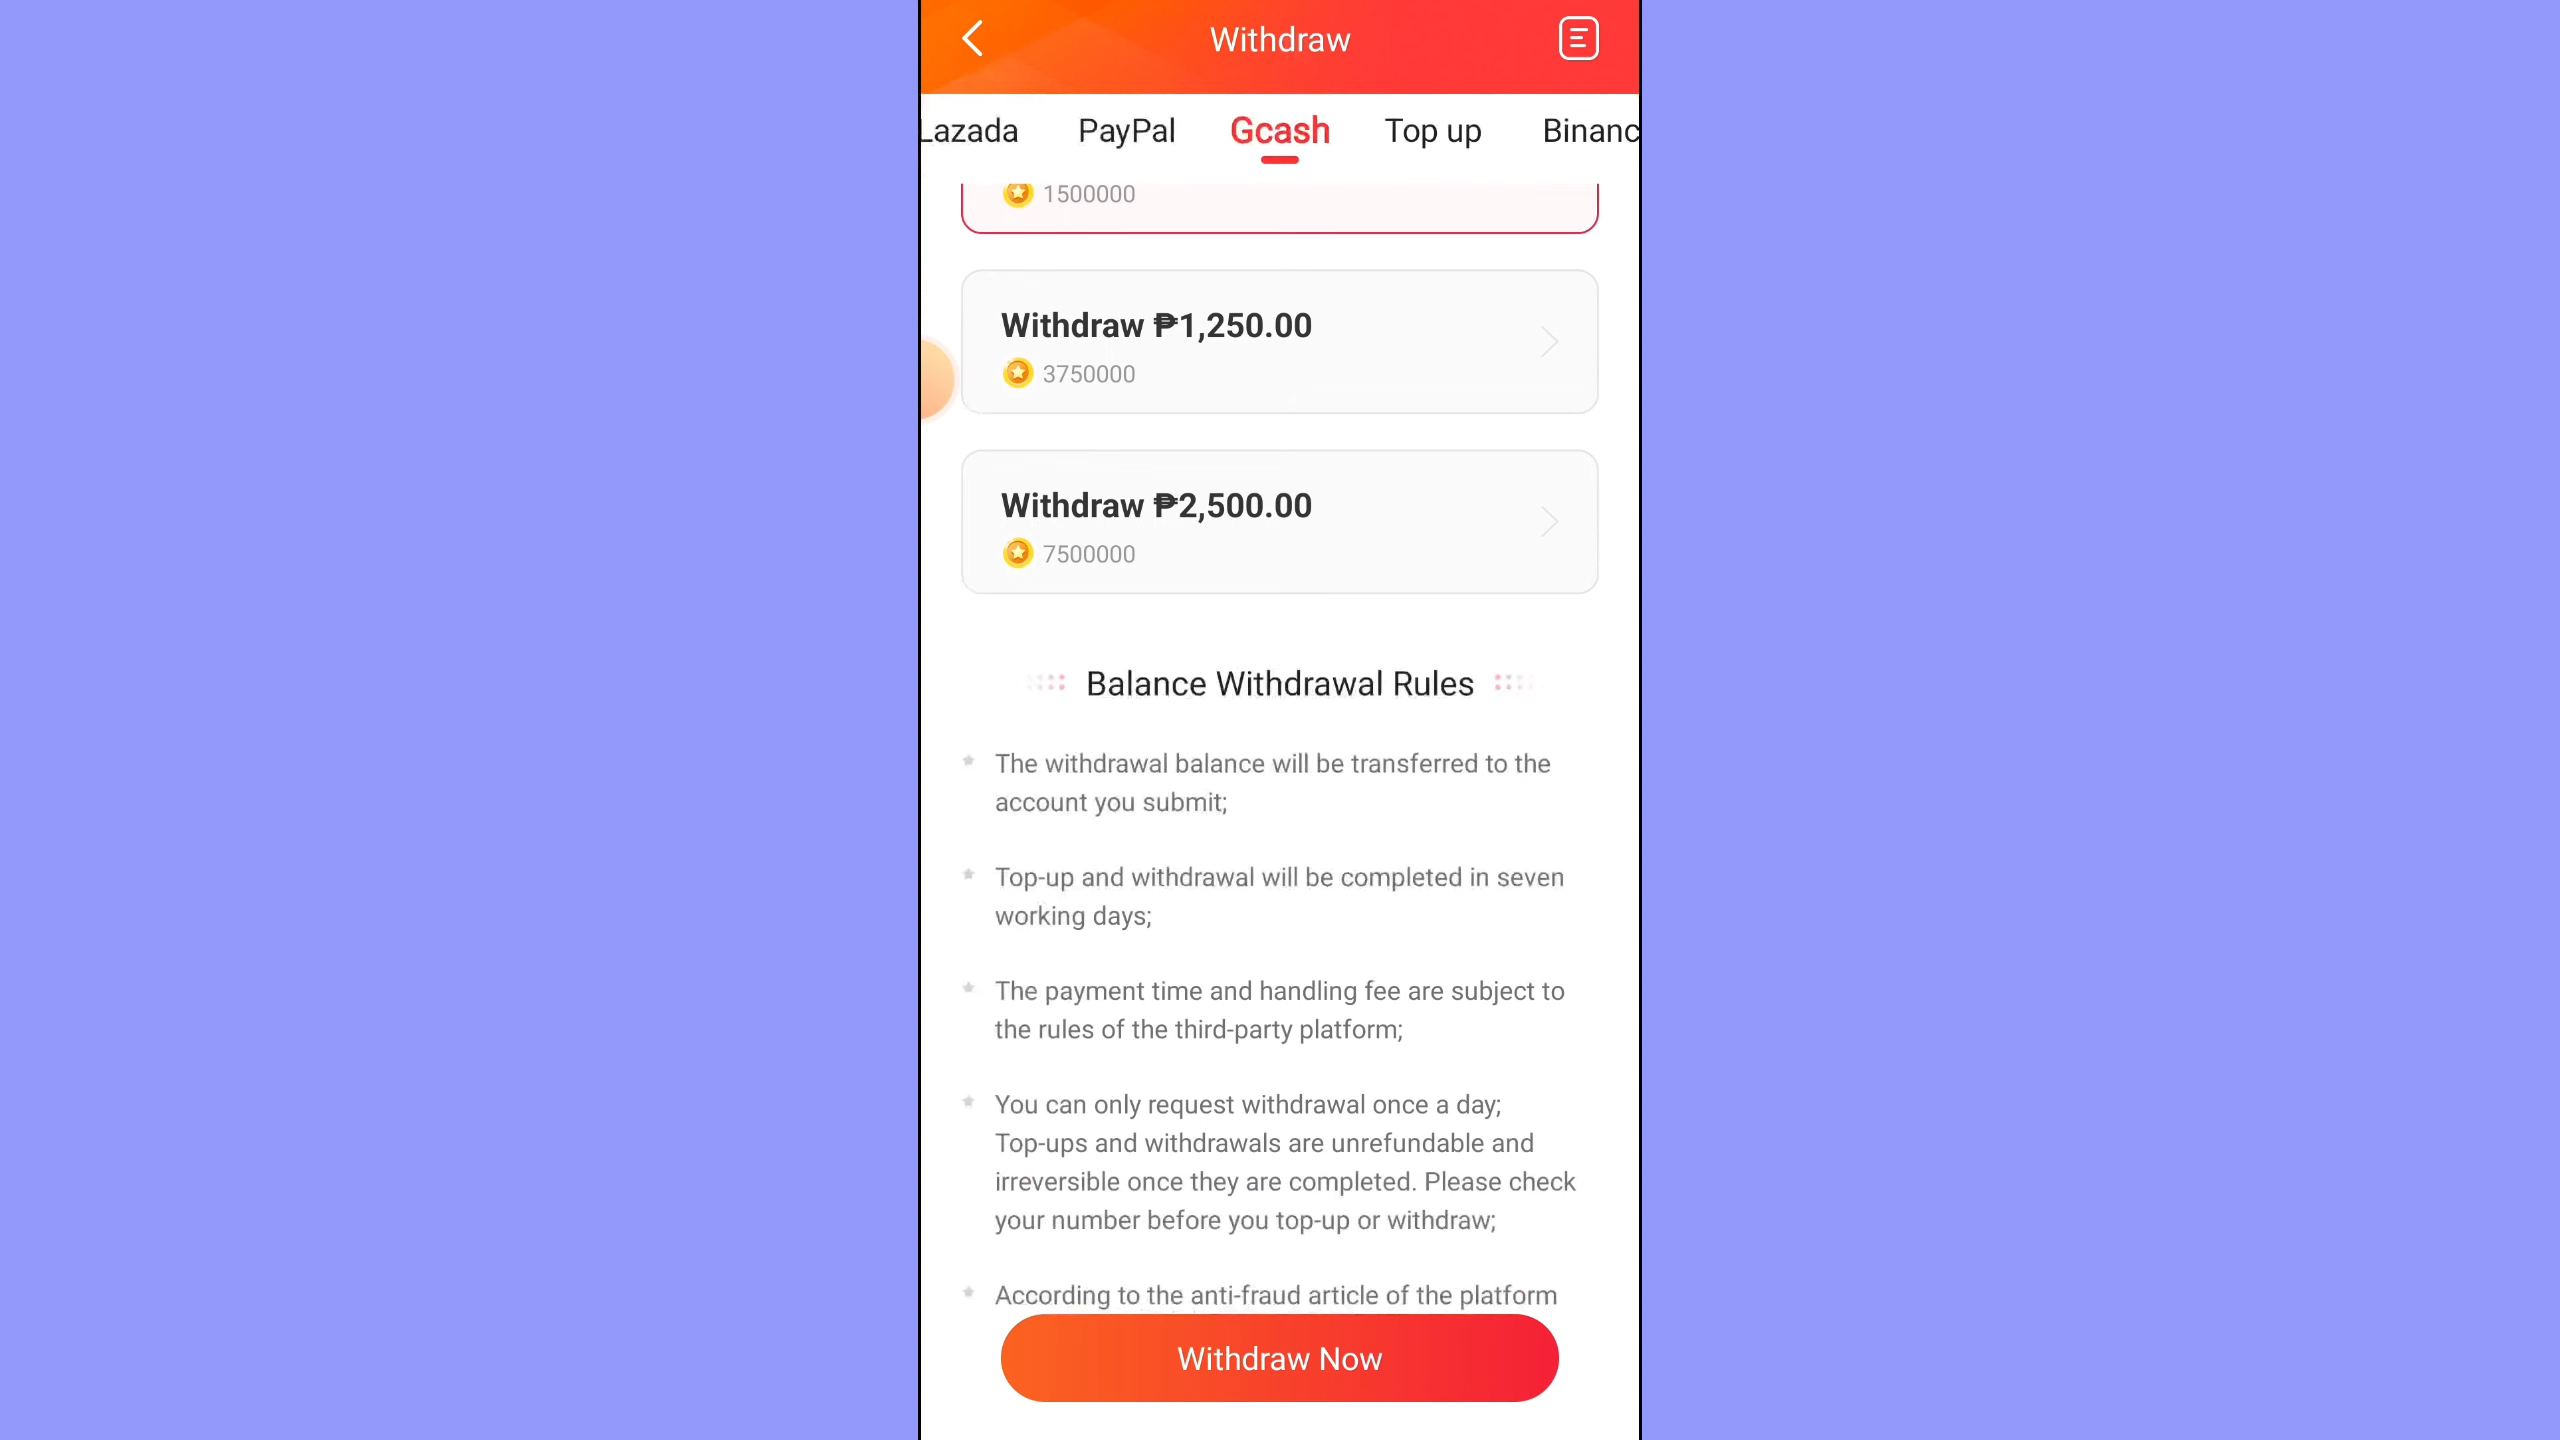 Withdraw
Lazada PayPal Gcash Top up Binanc
1500000
Withdraw ₱1,250.00
3750000
Withdraw ₱2,500.00
7500000
Balance Withdrawal Rules
The withdrawal balance will be transferred to the
account you submit;
Top-up and withdrawal will be completed in seven
working days;
The payment time and handling fee are subject to
the rules of the third-party platform;
You can only request withdrawal once a day;
Top-ups and withdrawals are unrefundable and
irreversible once they are completed. Please check
your number before you top-up or withdraw;
According to the anti-fraud article of the platform
Withdraw Now